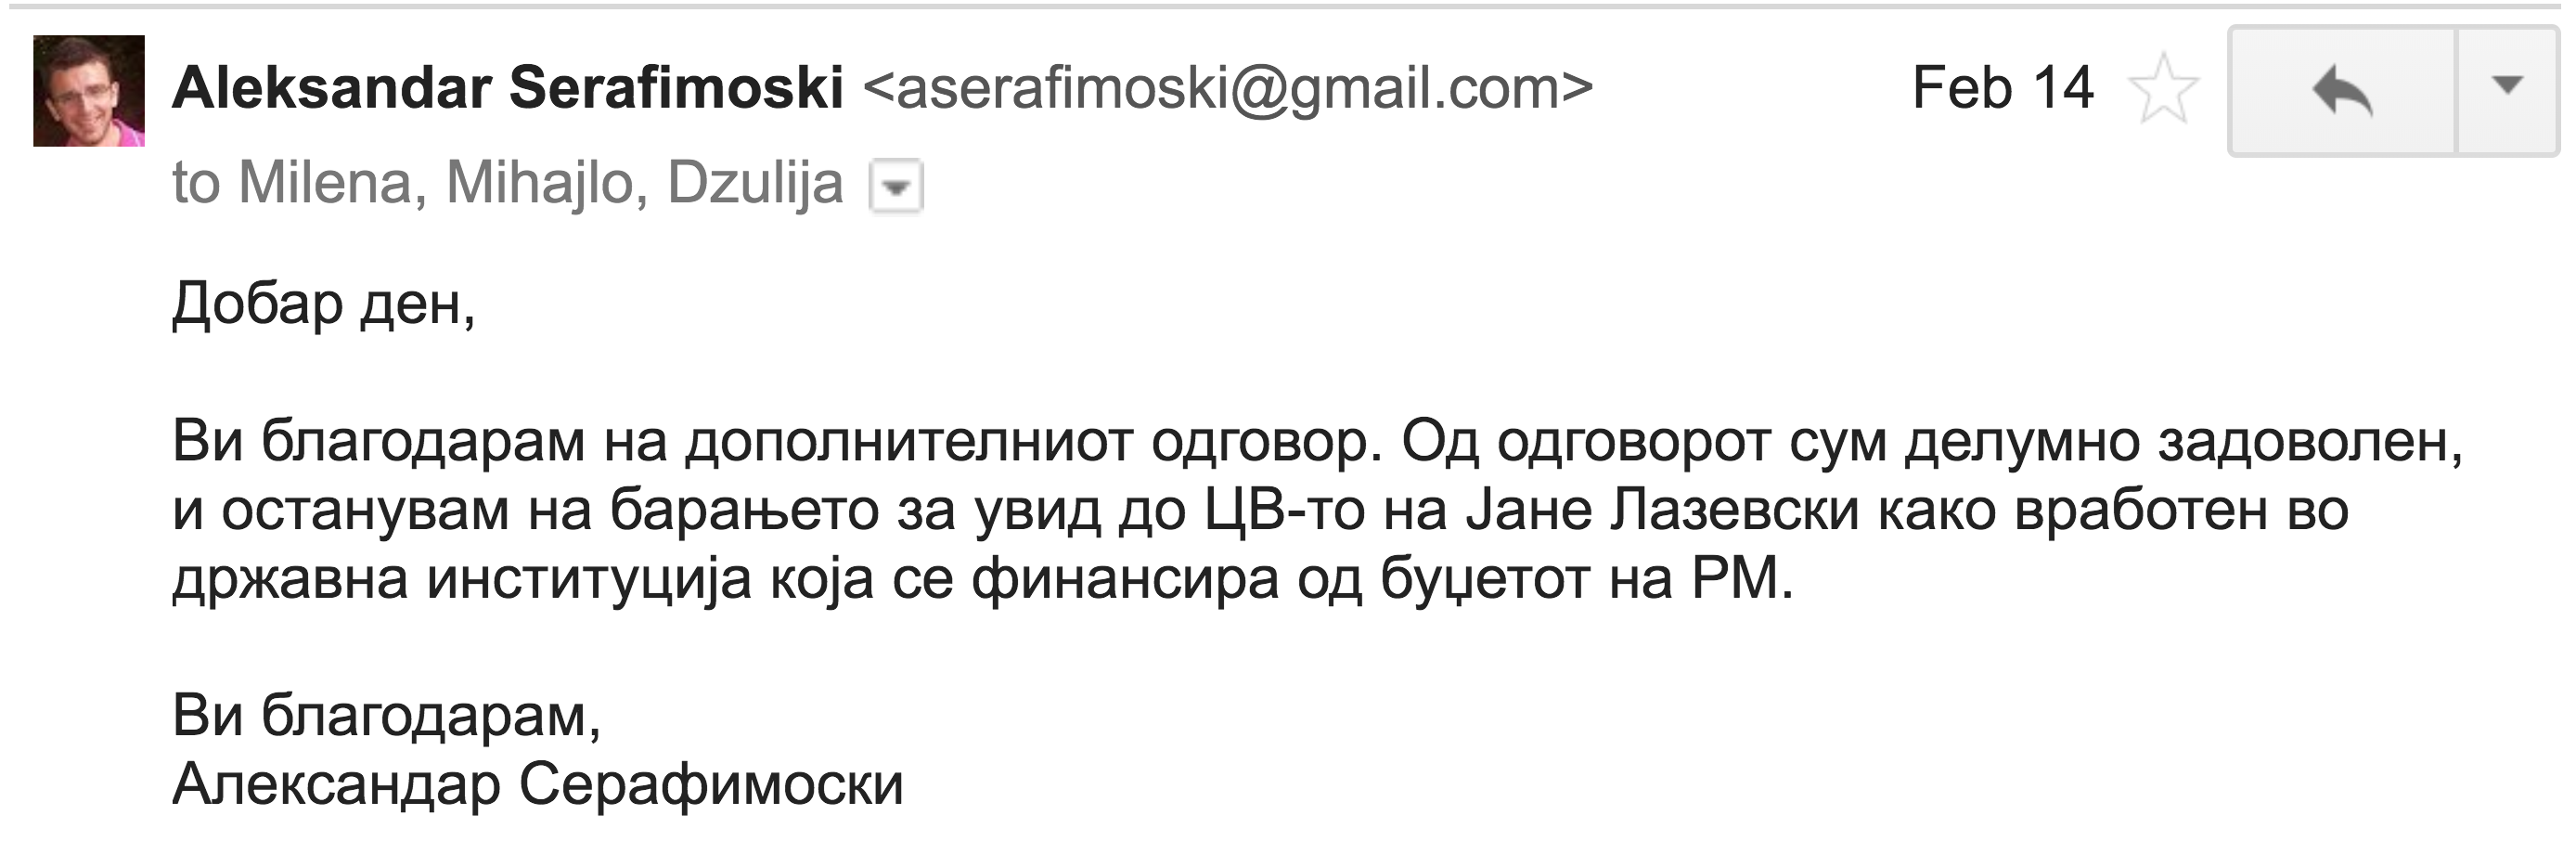 Aleksandar Serafimoski <aserafimoski@gmail.com> Feb 14
to Milena, Mihajlo, Dzulija
Добар ден,
Ви благодарам на дополнителниот одговор. Од одговорот сум делумно задоволен,
и останувам на барањето за увид до ЦВ-то на Јане Лазевски како вработен во
државна институција која се финансира од буџетот на РМ.
Ви благодарам,
Александар Серафимоски